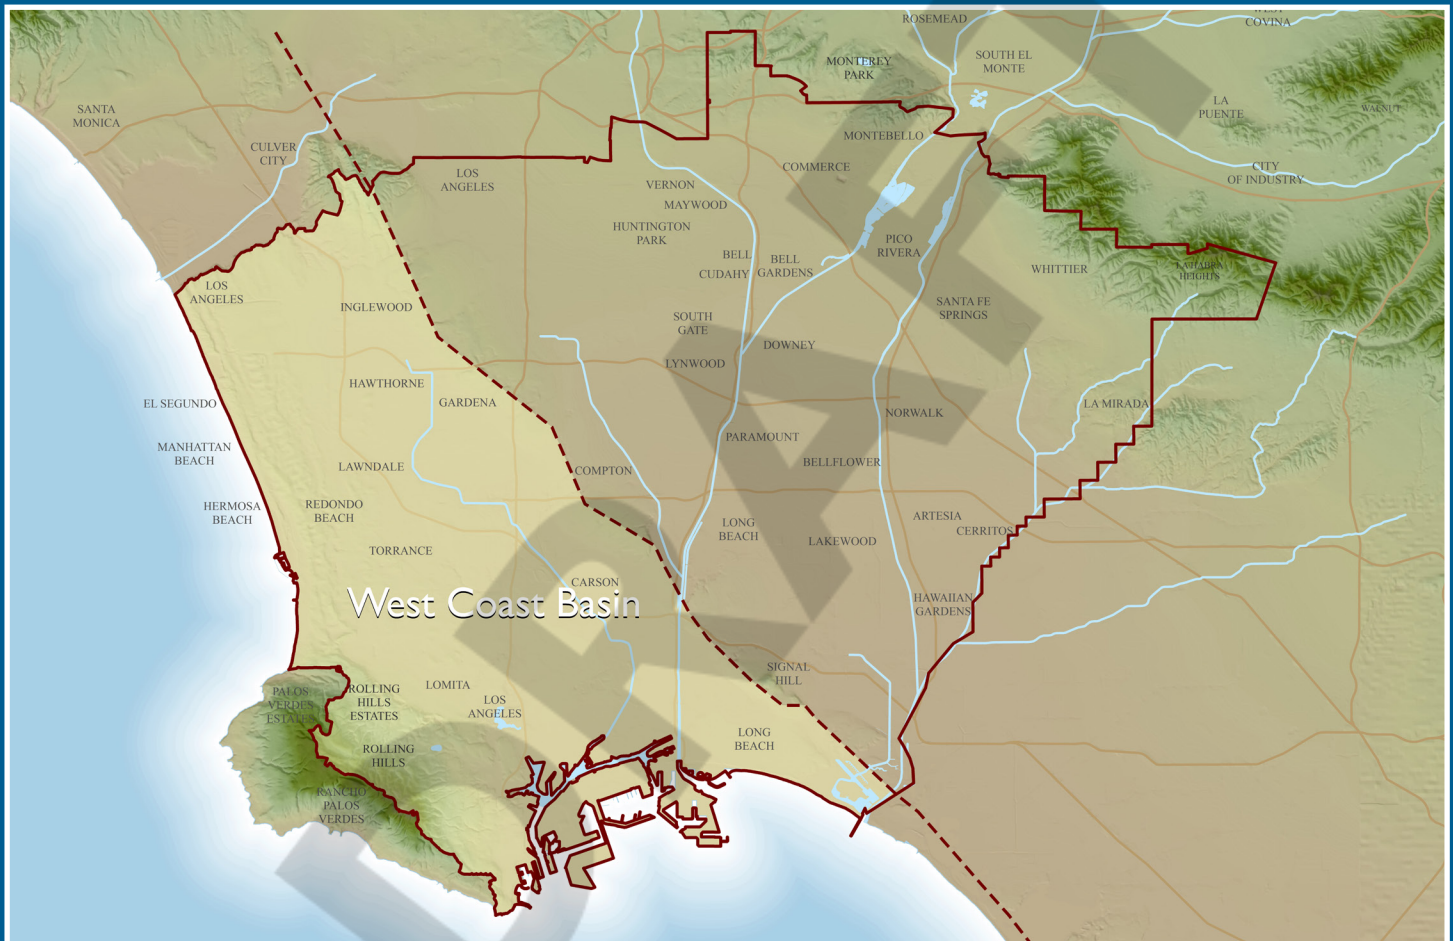 ROSEMEAD
WEST
COVINA
MONTEREY
PARK
SOUTH EL
MONTE
SANTA
MONICA
LA
PUENTE
WALNUT
CULVER
CITY
MONTEBELLO
COMMERCE
LOS
ANGELES
VERNON
CITY
OF INDUSTRY
MAYWOOD
HUNTINGTON
PARK
PICO
RIVERA
BELL
CUDAHY
BELL
GARDENS
WHITTIER
LA HABRA
HEIGHTS
LOS
ANGELES
INGLEWOOD
SANTA FE
SPRINGS
SOUTH
GATE
DOWNEY
LYNWOOD
HAWTHORNE
GARDENA
EL SEGUNDO
LA MIRADA
NORWALK
MANHATTAN
BEACH
PARAMOUNT
LAWNDALE
COMPTON
BELLFLOWER
HERMOSA
BEACH
REDONDO
BEACH
ARTESIA
CERRITOS
LONG
BEACH
LAKEWOOD
TORRANCE
CARSON
West Coast Basin
HAWAIIAN
GARDENS
SIGNAL
HILL
PALOS
VERDES
ESTATES
ROLLING
HILLS
ESTATES
LOMITA
LOS
ANGELES
LONG
BEACH
ROLLING
HILLS
RANCHO
PALOS
VERDES
DRAFT